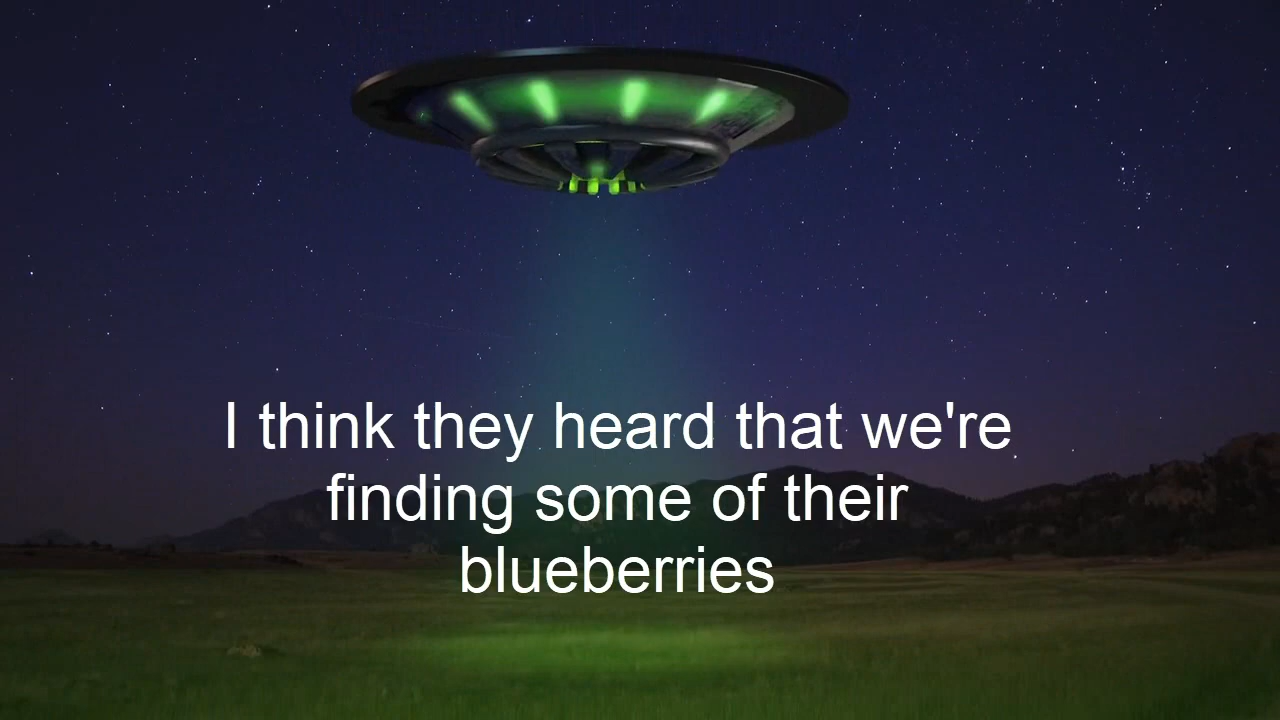 I think they heard that we're
finding some of their
blueberries